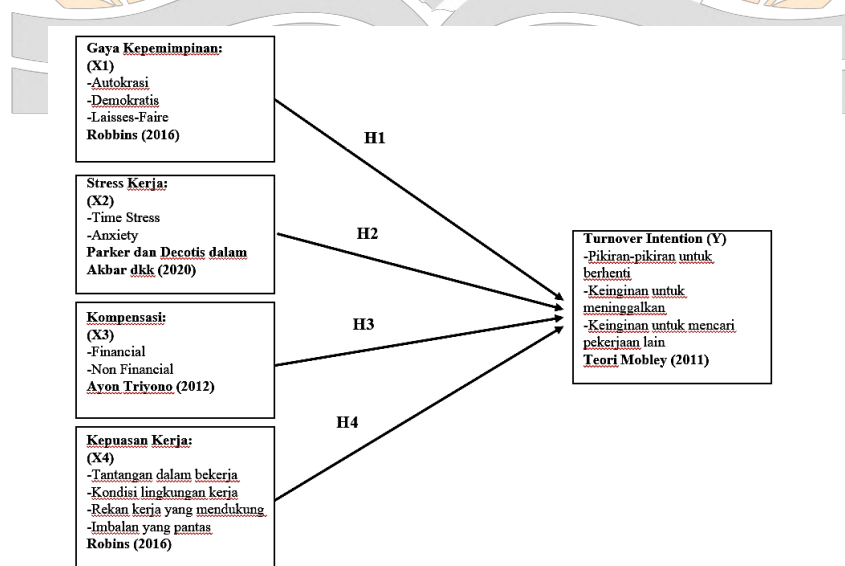 Gaya Kepemimpinan:
(X1)
-Autokrasi
-Demokratis
-Laisses-Faire
Robbins (2016)
H1
Stress Kerja:
(X2)
-Time Stress
-Anxiety
Parker dan Decotis dalam
Akbar dkk (2020)
H2
Kompensasi:
(X3)
-Financial
-Non Financial
Ayon Triyono (2012)
H3
Kepuasan Kerja:
(X4)
-Tantangan dalam bekerja
-Kondisi lingkungan kerja
-Rekan kerja yang mendukung
-Imbalan yang pantas
Robins (2016)
H4
Turnover Intention (Y)
-Pikiran-pikiran untuk
berhenti
-Keinginan untuk
meninggalkan
-Keinginan untuk mencari
pekerjaan lain
Teori Mobley (2011)